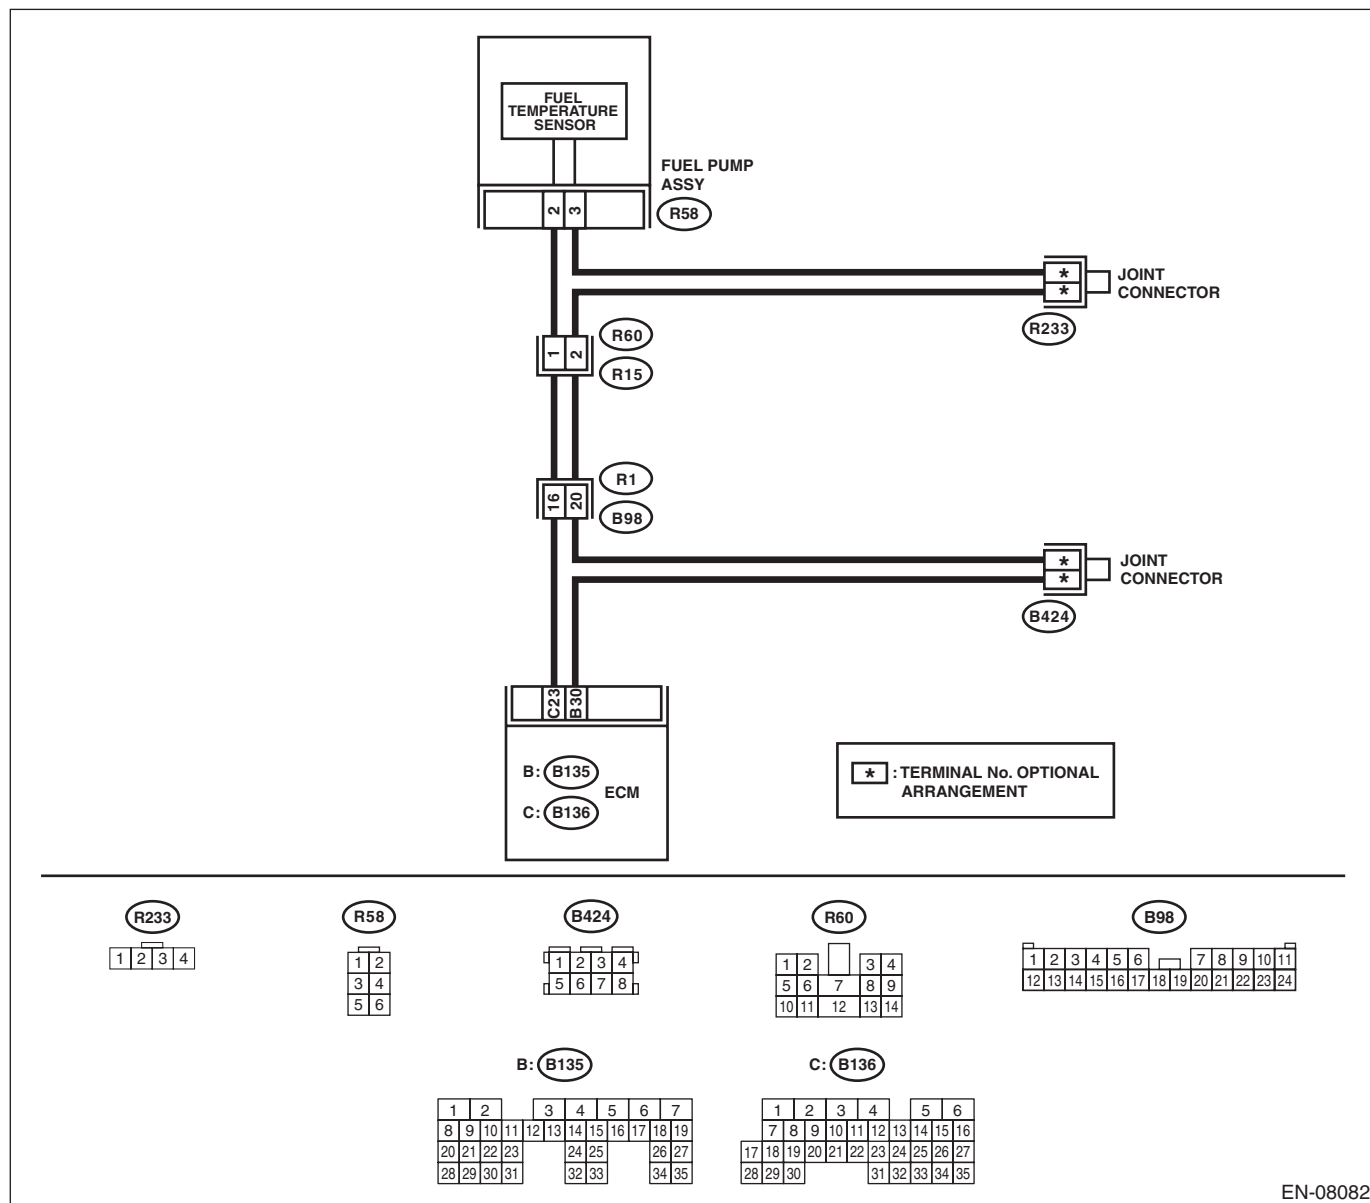 FUEL
TEMPERATURE
SENSOR
FUEL PUMP
ASSY
2 3
R58
*
*
JOINT
CONNECTOR
R233
1 2
R60
R15
16 20
R1
B98
*
*
JOINT
CONNECTOR
B424
C23 B30
B: B135
ECM
C: B136
* : TERMINAL No. OPTIONAL
ARRANGEMENT
R233
1 2 3 4
R58
1 2
3 4
5 6
B424
1 2 3 4
5 6 7 8
R60
1 2 3 4
5 6 7 8 9
10 11 12 13 14
B98
1 2 3 4 5 6 7 8 9 10 11
12 13 14 15 16 17 18 19 20 21 22 23 24
B: B135
1 2 3 4 5 6 7
8 9 10 11 12 13 14 15 16 17 18 19
20 21 22 23 24 25 26 27
28 29 30 31 32 33 34 35
C: B136
1 2 3 4 5 6
7 8 9 10 11 12 13 14 15 16
17 18 19 20 21 22 23 24 25 26 27
28 29 30 31 32 33 34 35
EN-08082